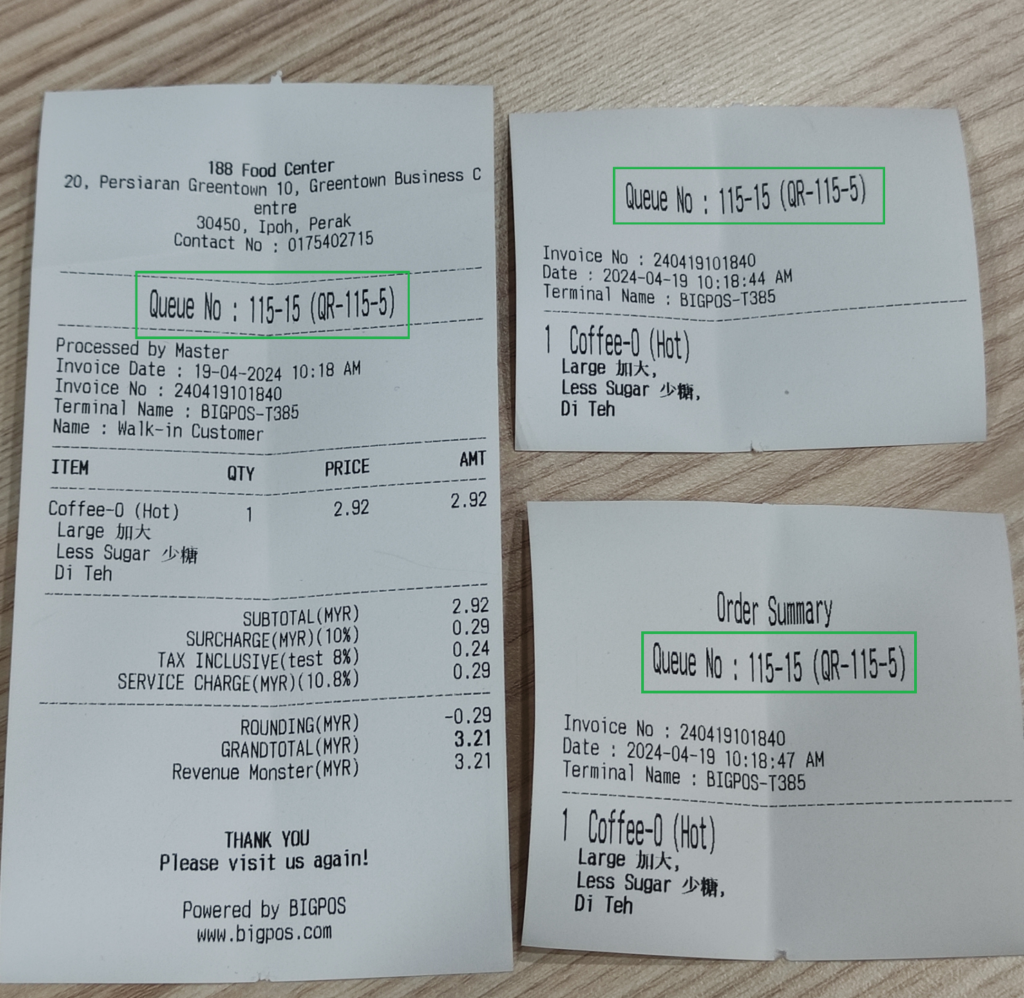 188 Food Center
20, Persiaran Greentown 10, Greentown Business C
entre
30450, Ipoh, Perak
Contact No : 0175402715
Queue No : 115-15 (QR-115-5)
Processed by Master
Invoice Date : 19-04-2024 10:18 AM
Invoice No : 240419101840
Terminal Name : BIGPOS-T385
Name : Walk-in Customer
ITEM QTY PRICE AMT
Coffee-O (Hot) 1 2.92 2.92
Large 加大
Less Sugar 少糖
Di Teh
SUBTOTAL(MYR) 2.92
SURCHARGE(MYR)(10%) 0.29
TAX INCLUSIVE(test 8%) 0.24
SERVICE CHARGE(MYR)(10.8%) 0.29
ROUNDING(MYR) -0.29
GRANDTOTAL(MYR) 3.21
Revenue Monster(MYR) 3.21
THANK YOU
Please visit us again!
Powered by BIGPOS
www.bigpos.com
Queue No : 115-15 (QR-115-5)
Invoice No : 240419101840
Date : 2024-04-19 10:18:44 AM
Terminal Name : BIGPOS-T385
1 Coffee-O (Hot)
Large 加大,
Less Sugar 少糖,
Di Teh
Order Summary
Queue No : 115-15 (QR-115-5)
Invoice No : 240419101840
Date : 2024-04-19 10:18:47 AM
Terminal Name : BIGPOS-T385
1 Coffee-O (Hot)
Large 加大,
Less Sugar 少糖,
Di Teh